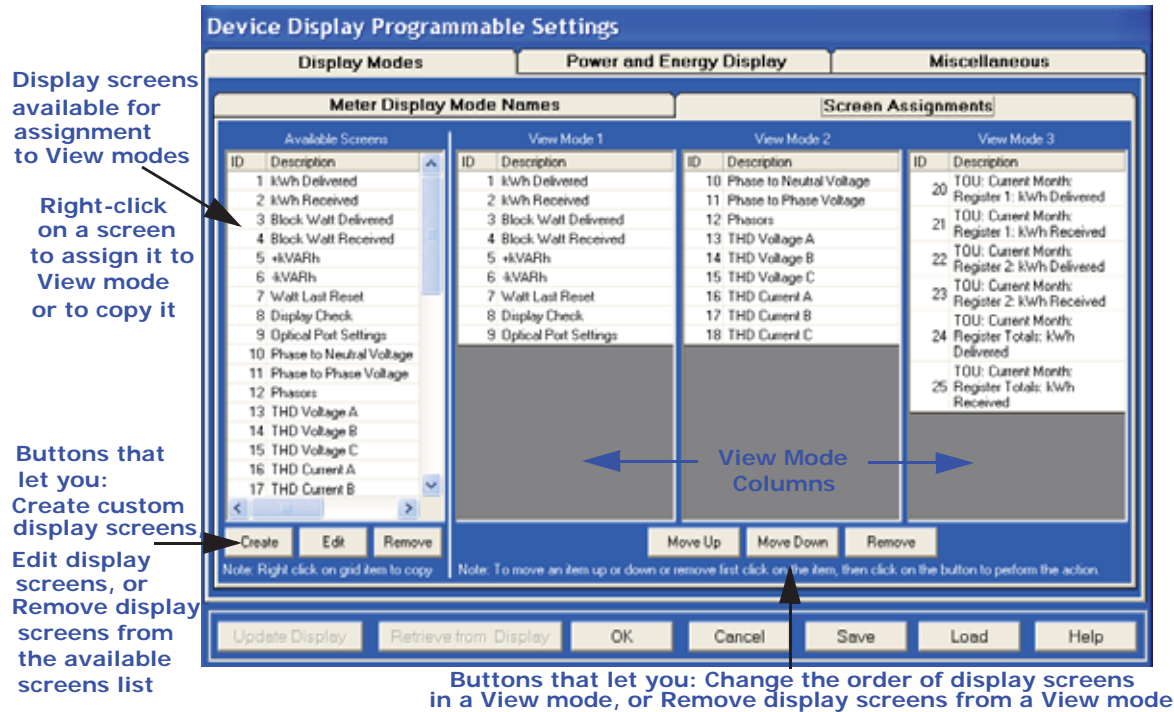 Device Display Programmable Settings
Display Modes
Power and Energy Display
Miscellaneous
Meter Display Mode Names
Screen Assignments
Display screens
available for
assignment
to View modes
Right-click
on a screen
to assign it to
View mode
or to copy it
Available Screens
ID Description
1 kWh Delivered
2 kWh Received
3 Block Watt Delivered
4 Block Watt Received
5 +kVARh
6 -kVARh
7 Watt Last Reset
8 Display Check
9 Optical Port Settings
10 Phase to Neutral Voltage
11 Phase to Phase Voltage
12 Phasors
13 THD Voltage A
14 THD Voltage B
15 THD Voltage C
16 THD Current A
17 THD Current B
View Mode 1
ID Description
1 kWh Delivered
2 kWh Received
3 Block Watt Delivered
4 Block Watt Received
5 +kVARh
6 -kVARh
7 Watt Last Reset
8 Display Check
9 Optical Port Settings
View Mode 2
ID Description
10 Phase to Neutral Voltage
11 Phase to Phase Voltage
12 Phasors
13 THD Voltage A
14 THD Voltage B
15 THD Voltage C
16 THD Current A
17 THD Current B
18 THD Current C
View Mode 3
ID Description
20 TOU: Current Month:
Register 1: kWh Delivered
21 TOU: Current Month:
Register 1: kWh Received
22 TOU: Current Month:
Register 2: kWh Delivered
23 TOU: Current Month:
Register 2: kWh Received
TOU: Current Month:
24 Register Totals: kWh
Delivered
TOU: Current Month:
25 Register Totals: kWh
Received
View Mode
Columns
Buttons that
let you:
Create custom
display screens,
Edit display
screens, or
Remove display
screens from
the available
screens list
Create
Edit
Remove
Note: Right click on grid item to copy
Move Up
Move Down
Remove
Note: To move an item up or down or remove first click on the item, then click on the button to perform the action.
Update Display
Retrieve from Display
OK
Cancel
Save
Load
Help
Buttons that let you: Change the order of display screens
in a View mode, or Remove display screens from a View mode